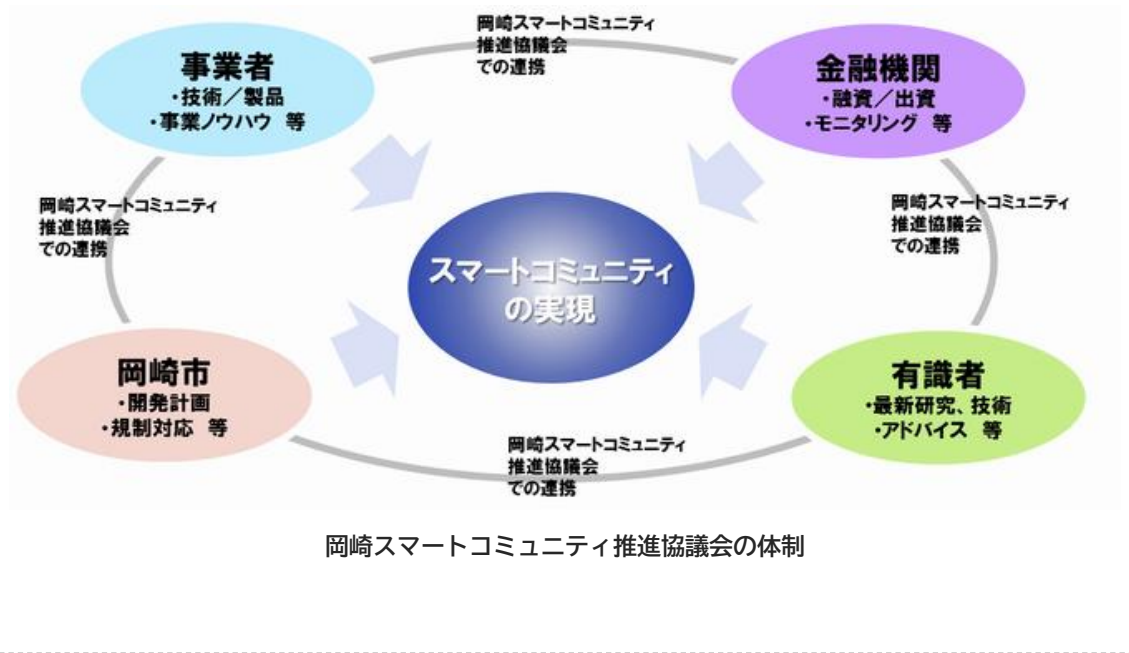 岡崎スマートコミュニティ
推進協議会
での連携
事業者
・技術／製品
・事業ノウハウ 等
金融機関
・融資／出資
・モニタリング 等
岡崎スマートコミュニティ
推進協議会
での連携
岡崎スマートコミュニティ
推進協議会
での連携
スマートコミュニティ
の実現
岡崎市
・開発計画
・規制対応 等
有識者
・最新研究、技術
・アドバイス 等
岡崎スマートコミュニティ
推進協議会
での連携
岡崎スマートコミュニティ推進協議会の体制